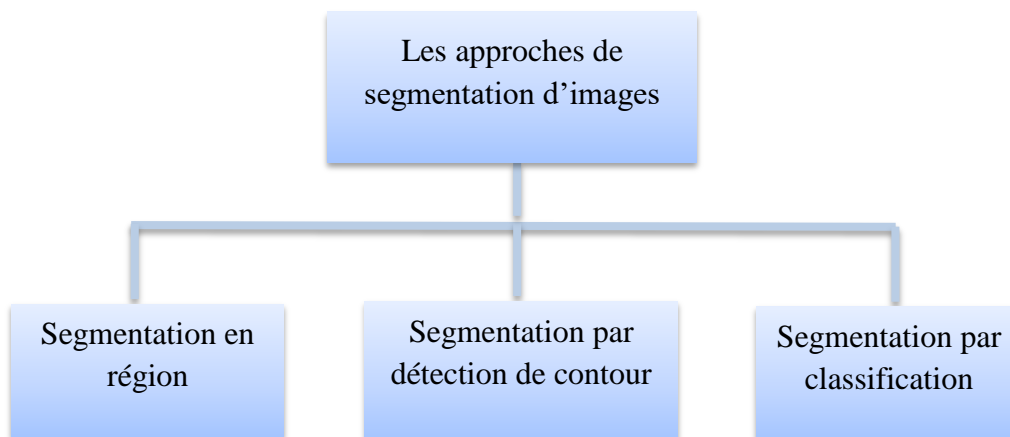 Les approches de
segmentation d’images
Segmentation en
région
Segmentation par
détection de contour
Segmentation par
classification